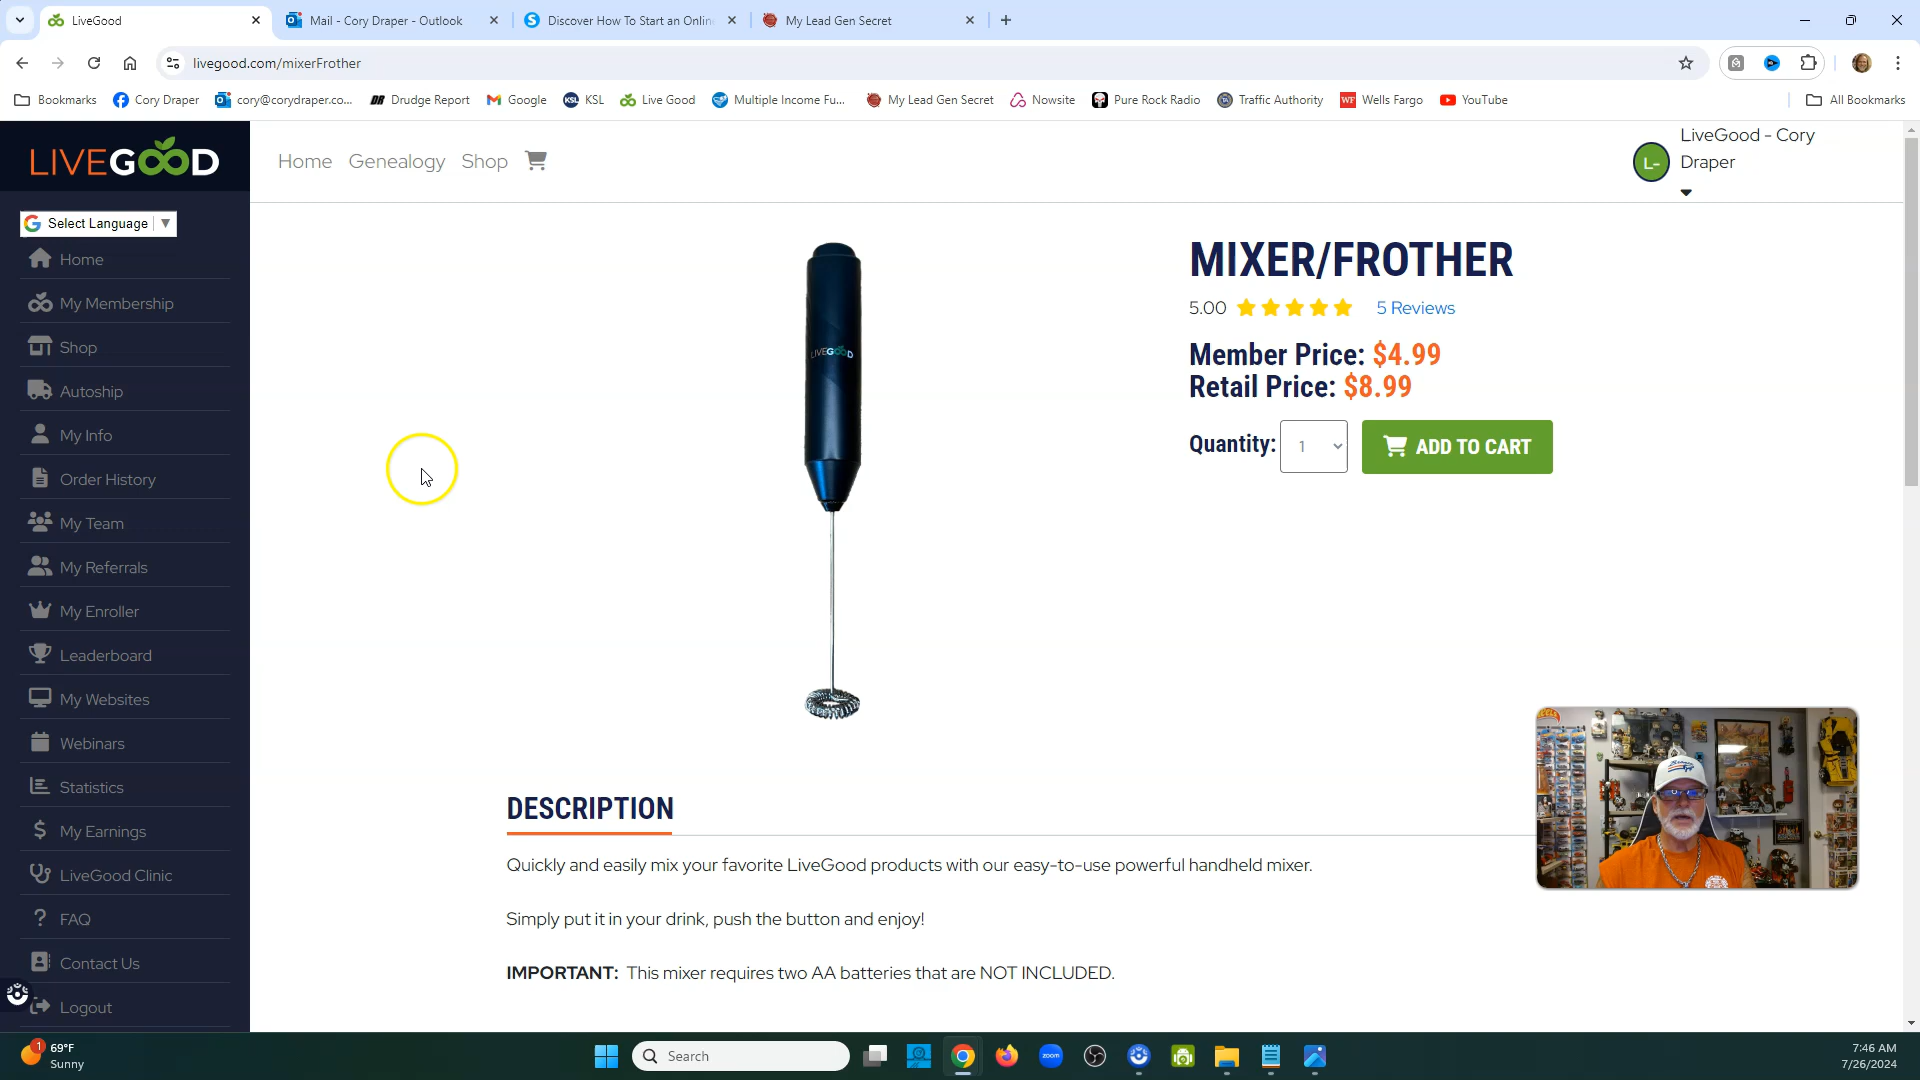 LiveGood
Mail - Cory Draper - Outlook
Discover How To Start an Onlin
My Lead Gen Secret
livegood.com/mixerFrother
Bookmarks
Cory Draper
cory@corydraper.co...
Drudge Report
Google
KSL
Live Good
Multiple Income Fu...
My Lead Gen Secret
Nowsite
Pure Rock Radio
Traffic Authority
Wells Fargo
YouTube
All Bookmarks
LIVEGOOD
Home
Genealogy
Shop
L-
LiveGood - Cory
Draper
Select Language
Home
My Membership
Shop
Autoship
My Info
Order History
My Team
My Referrals
My Enroller
Leaderboard
My Websites
Webinars
Statistics
My Earnings
LiveGood Clinic
FAQ
Contact Us
Logout
LIVEGOOD
MIXER/FROTHER
5.00
5 Reviews
Member Price: $4.99
Retail Price: $8.99
Quantity: 1
ADD TO CART
DESCRIPTION
Quickly and easily mix your favorite LiveGood products with our easy-to-use powerful handheld mixer.
Simply put it in your drink, push the button and enjoy!
IMPORTANT: This mixer requires two AA batteries that are NOT INCLUDED.
1
69°F
Sunny
Search
zoom
7:46 AM
7/26/2024